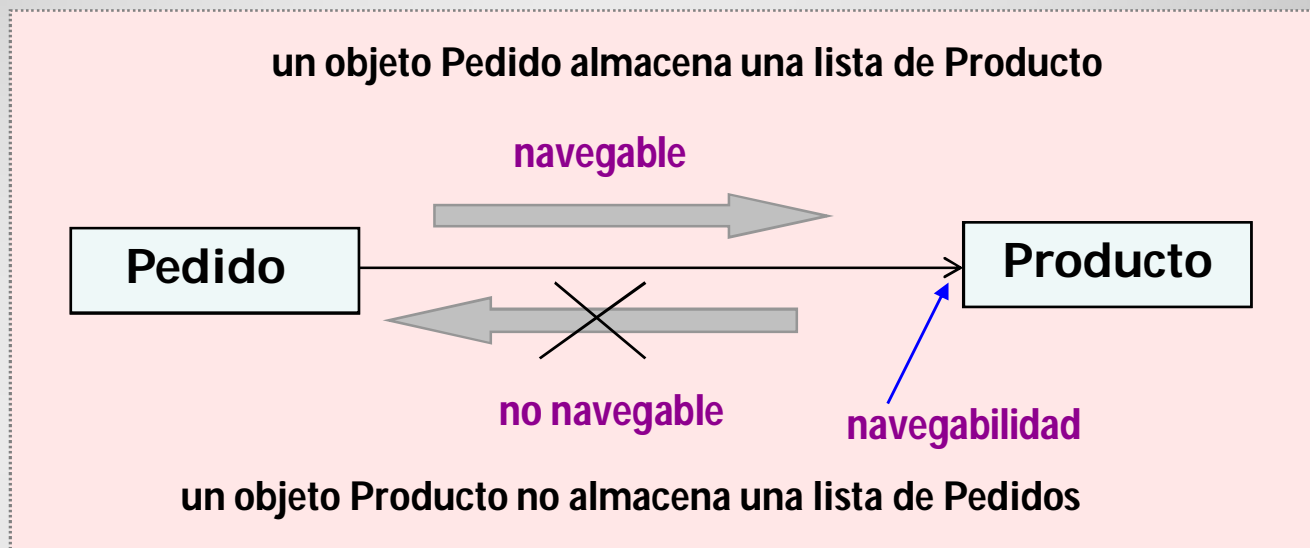 un objeto Pedido almacena una lista de Producto
navegable
Pedido
Producto
no navegable
navegabilidad
un objeto Producto no almacena una lista de Pedidos